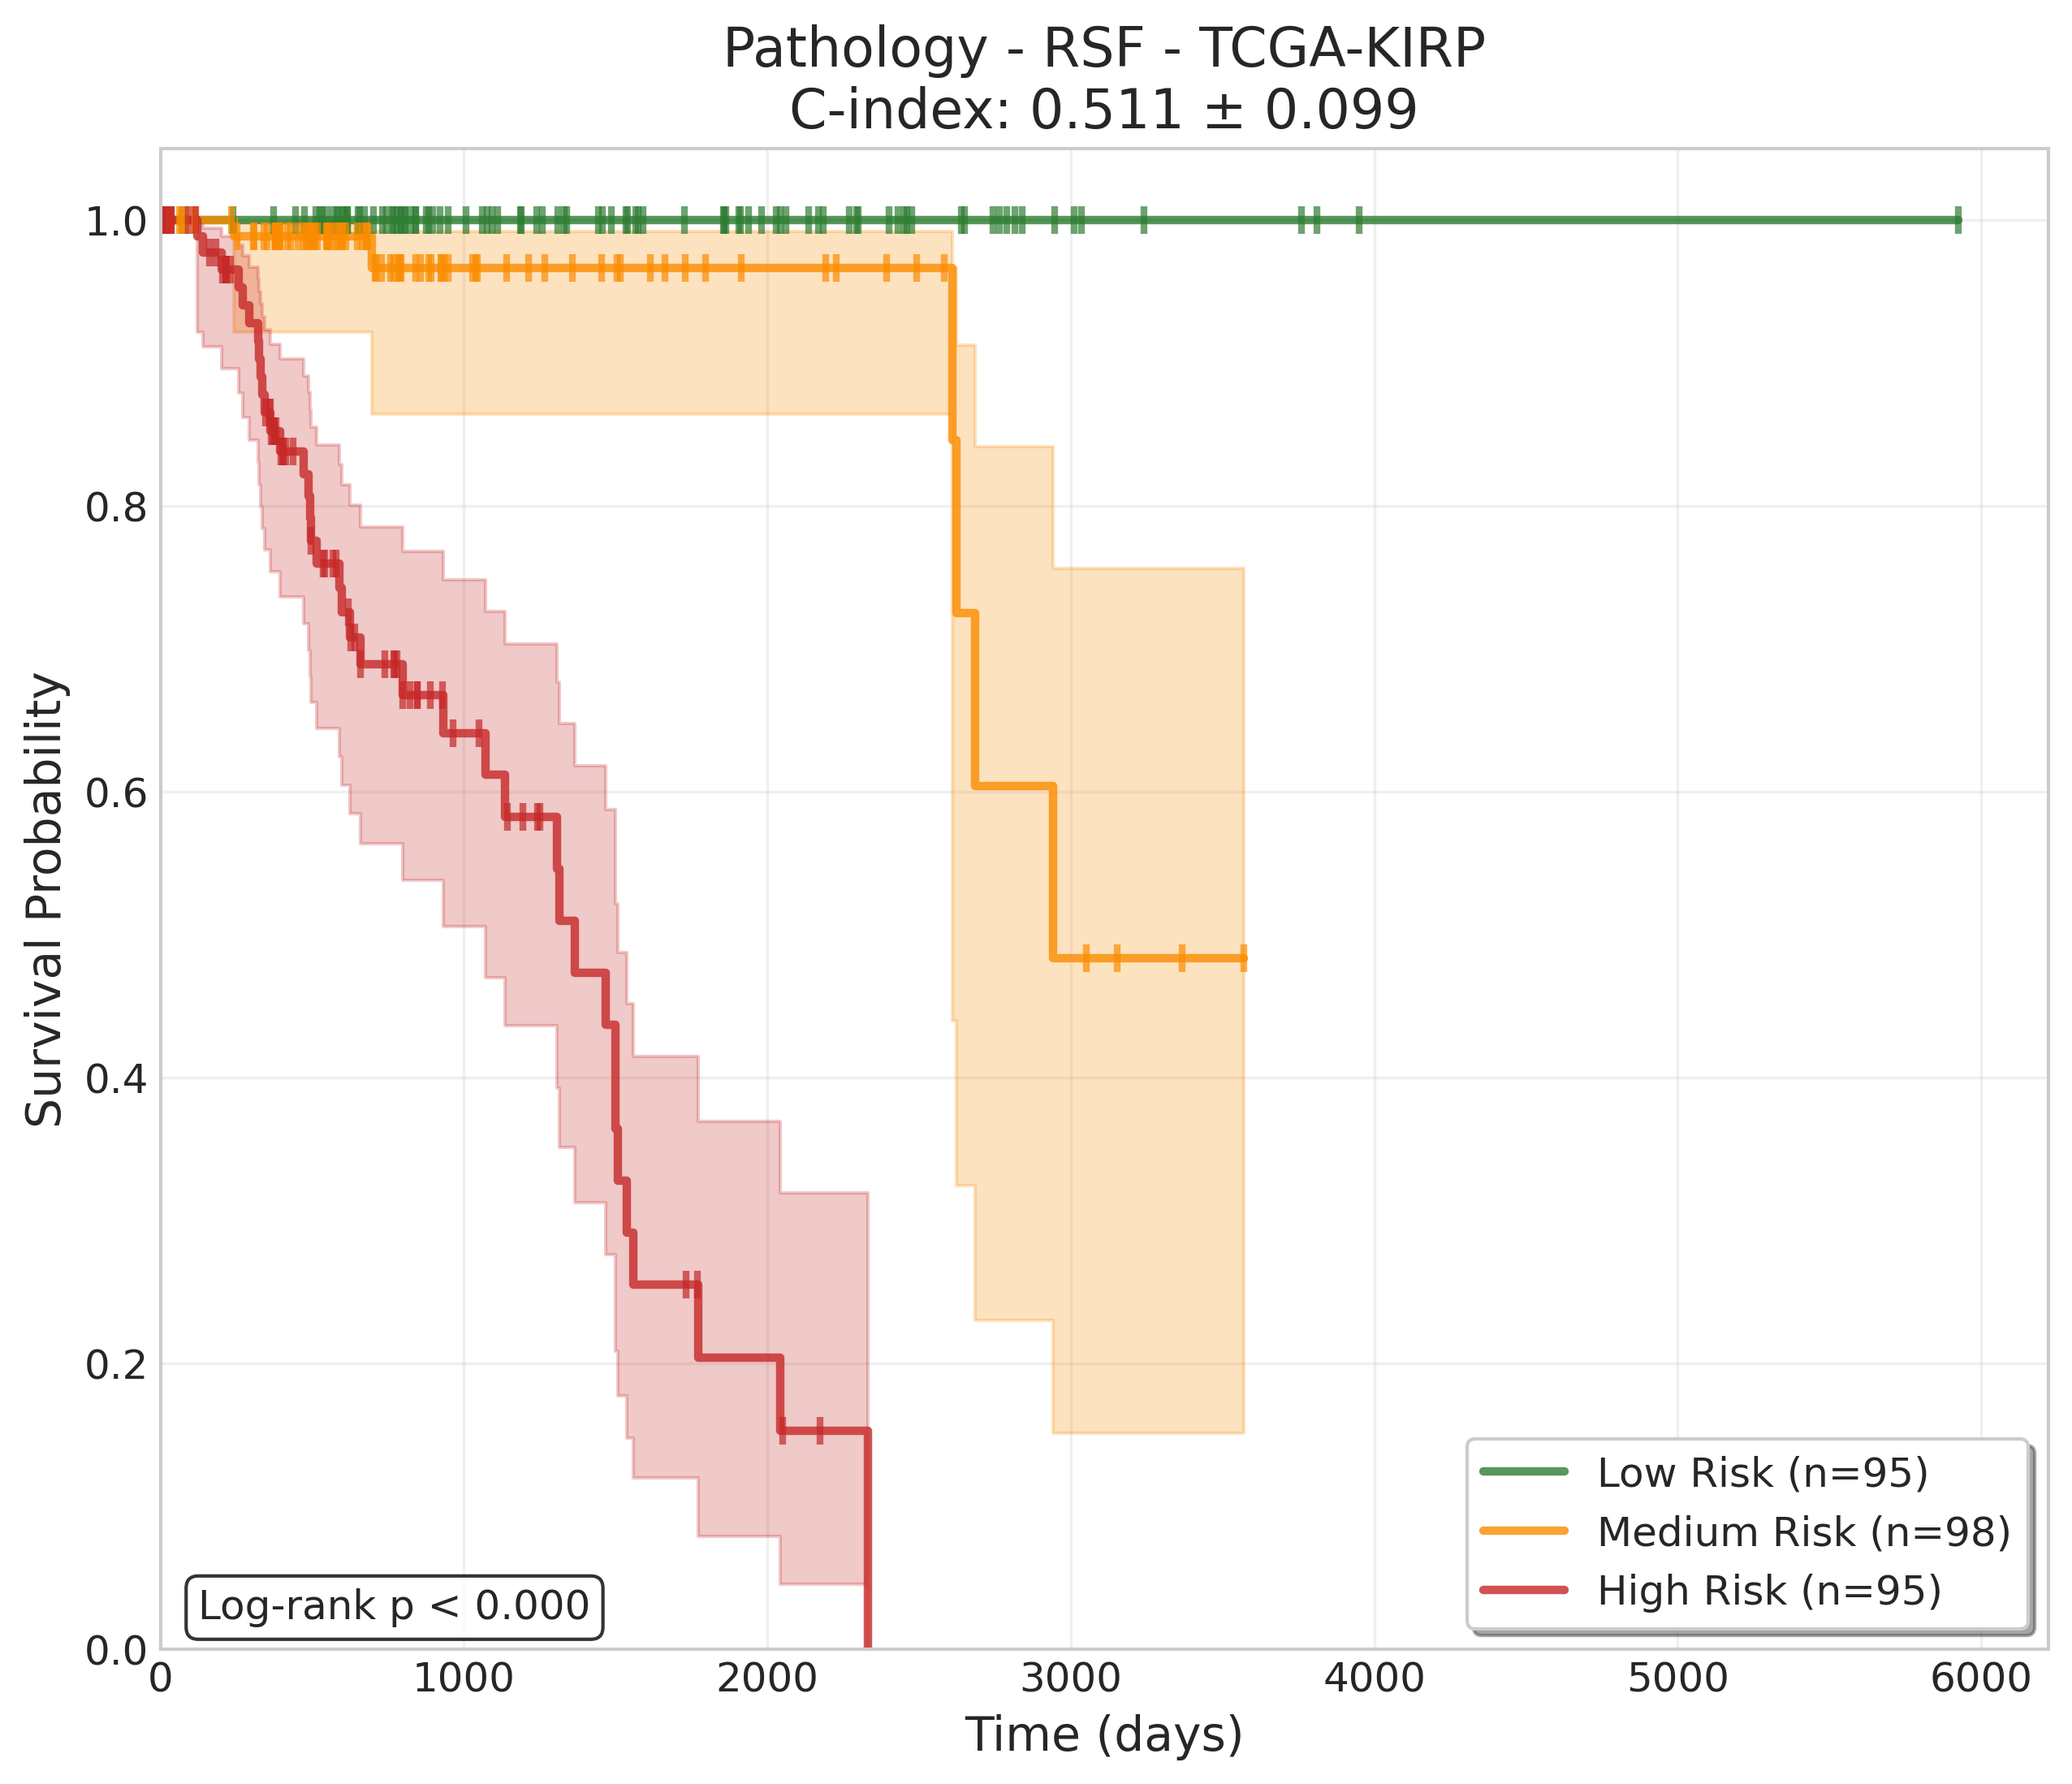 Pathology - RSF - TCGA-KIRP
C-index: 0.511 ± 0.099
Survival Probability
1.0
0.8
0.6
0.4
0.2
0.0
0
1000
2000
3000
4000
5000
6000
Time (days)
Log-rank p < 0.000
Low Risk (n=95)
Medium Risk (n=98)
High Risk (n=95)